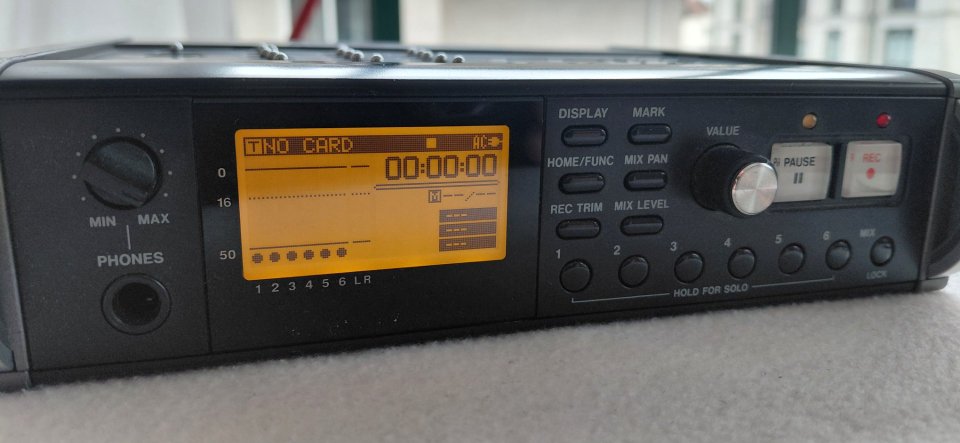 MIN MAX
PHONES
0
16
50
T NO CARD AC
00:00:00
M
1 2 3 4 5 6 L R
DISPLAY MARK
HOME/FUNC MIX PAN
REC TRIM MIX LEVEL
VALUE
PAUSE
REC
1 2 3 4 5 6 MIX
LOCK
HOLD FOR SOLO